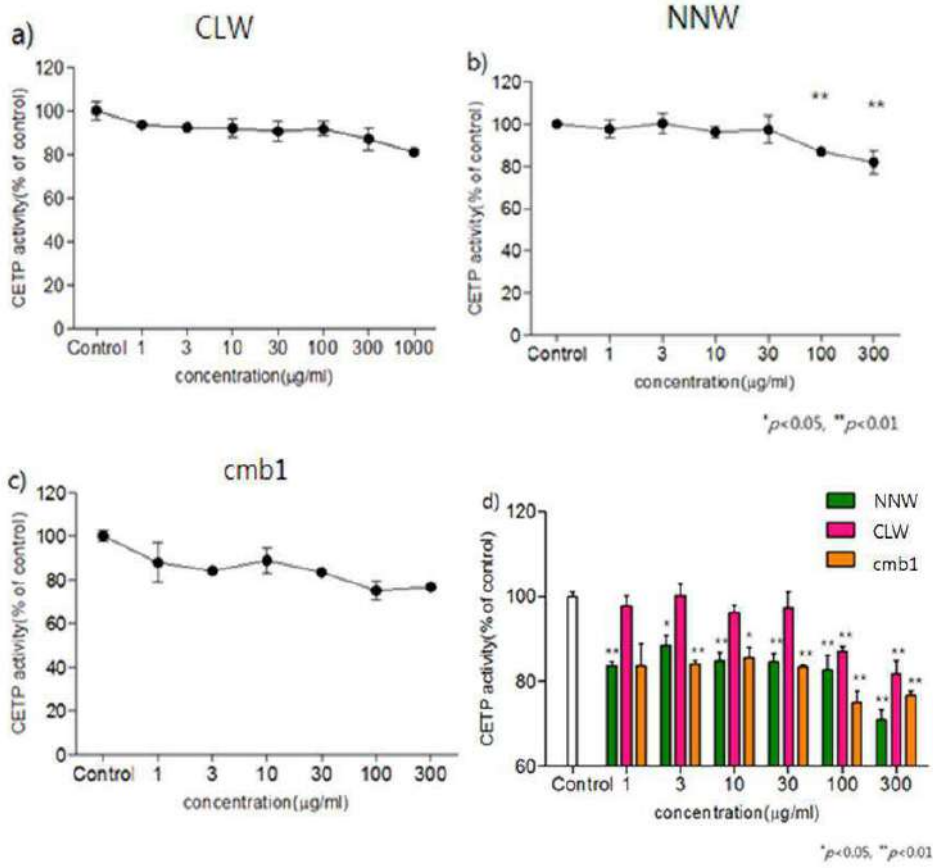 a)
CLW
CETP activity(% of control)
120
100
80
60
40
20
0
Control 1 3 10 30 100 300 1000
concentration(μg/ml)
b)
NNW
CETP activity(% of control)
120
100
80
60
40
20
0
** **
Control 1 3 10 30 100 300
concentration(μg/ml)
*p<0.05, **p<0.01
c)
cmb1
CETP activity(% of control)
120
100
80
60
40
20
0
Control 1 3 10 30 100 300
concentration(μg/ml)
d)
NNW
CLW
cmb1
CETP activity(% of control)
120
100
80
60
** * ** ** * ** ** ** ** ** ** ** **
Control 1 3 10 30 100 300
concentration(μg/ml)
*p<0.05, **p<0.01